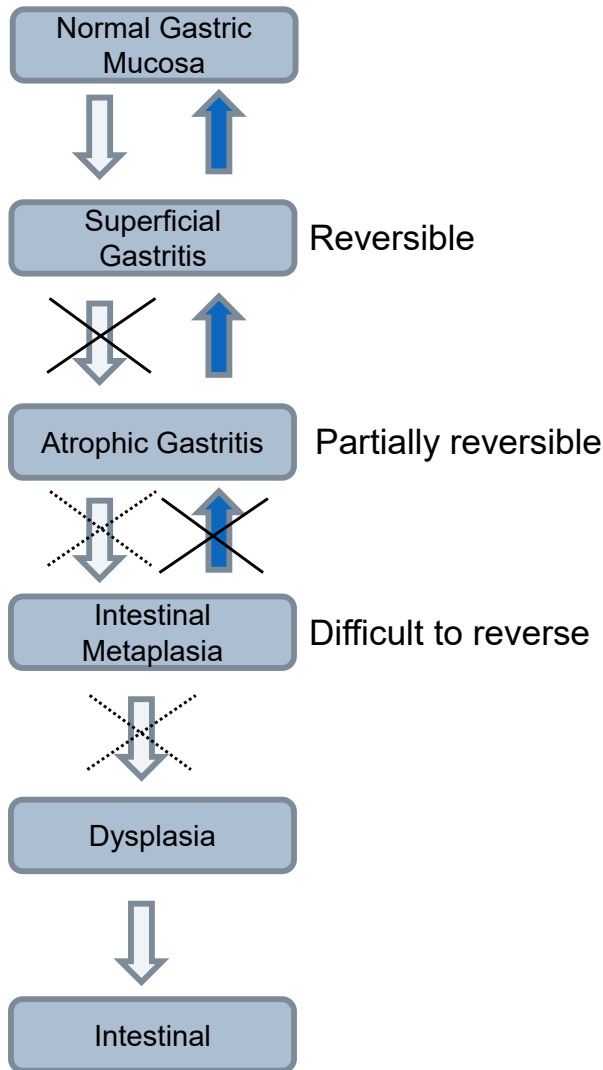 Normal Gastric
Mucosa
Superficial
Gastritis
Reversible
Atrophic Gastritis
Partially reversible
Intestinal
Metaplasia
Difficult to reverse
Dysplasia
Intestinal